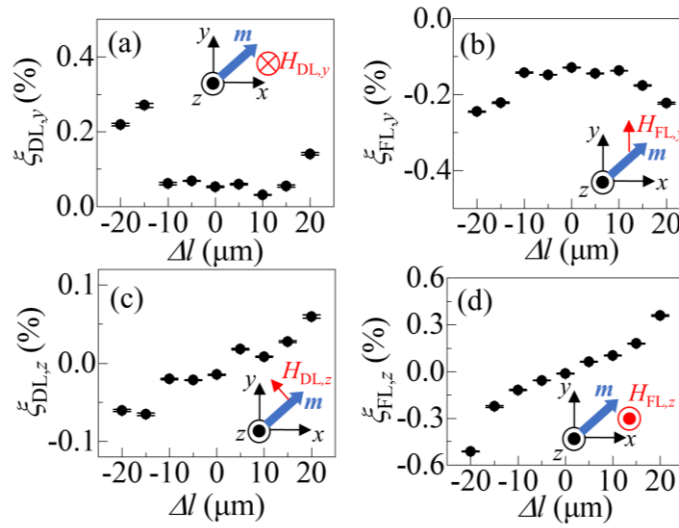 (a)
y
m
H_DL,y
z
x
ξ_DL,y (%)
0.4
0.2
0.0
-20 -10 0 10 20
Δl (μm)
(b)
H_FL,y
y
m
z
x
ξ_FL,y (%)
-0.0
-0.2
-0.4
-20 -10 0 10 20
Δl (μm)
(c)
H_DL,z
y
m
z
x
ξ_DL,z (%)
0.1
0.0
-0.1
-20 -10 0 10 20
Δl (μm)
(d)
m
H_FL,z
y
z
x
ξ_FL,z (%)
0.6
0.3
0.0
-0.3
-0.6
-20 -10 0 10 20
Δl (μm)